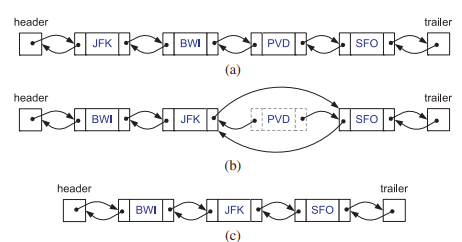 header trailer
JFK BWI PVD SFO
(a)
header trailer
BWI JFK PVD SFO
(b)
header trailer
BWI JFK SFO
(c)